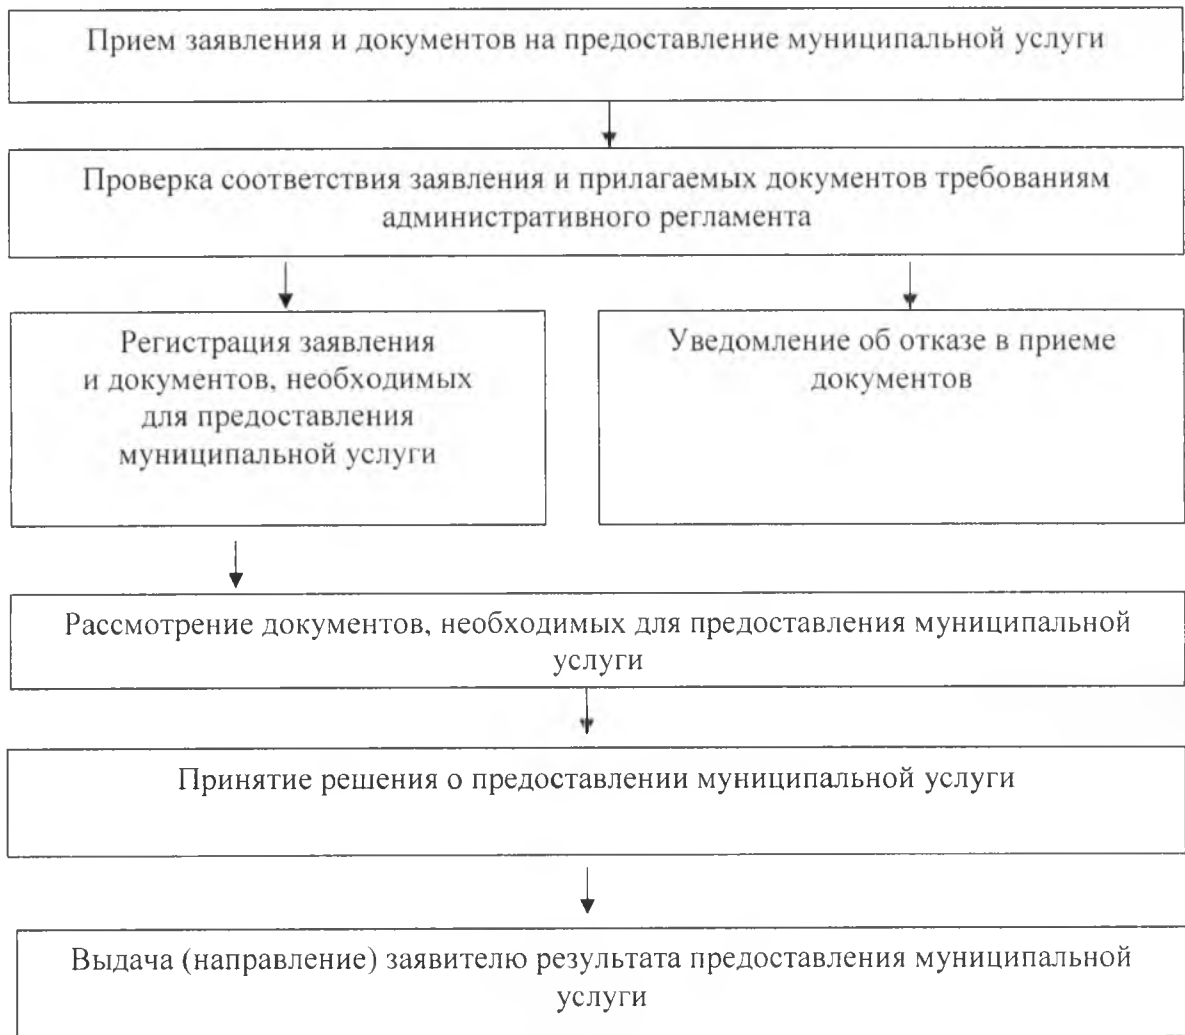 Прием заявления и документов на предоставление муниципальной услуги
Проверка соответствия заявления и прилагаемых документов требованиям
административного регламента
Регистрация заявления
и документов, необходимых
для предоставления
муниципальной услуги
Уведомление об отказе в приеме
документов
Рассмотрение документов, необходимых для предоставления муниципальной
услуги
Принятие решения о предоставлении муниципальной услуги
Выдача (направление) заявителю результата предоставления муниципальной
услуги